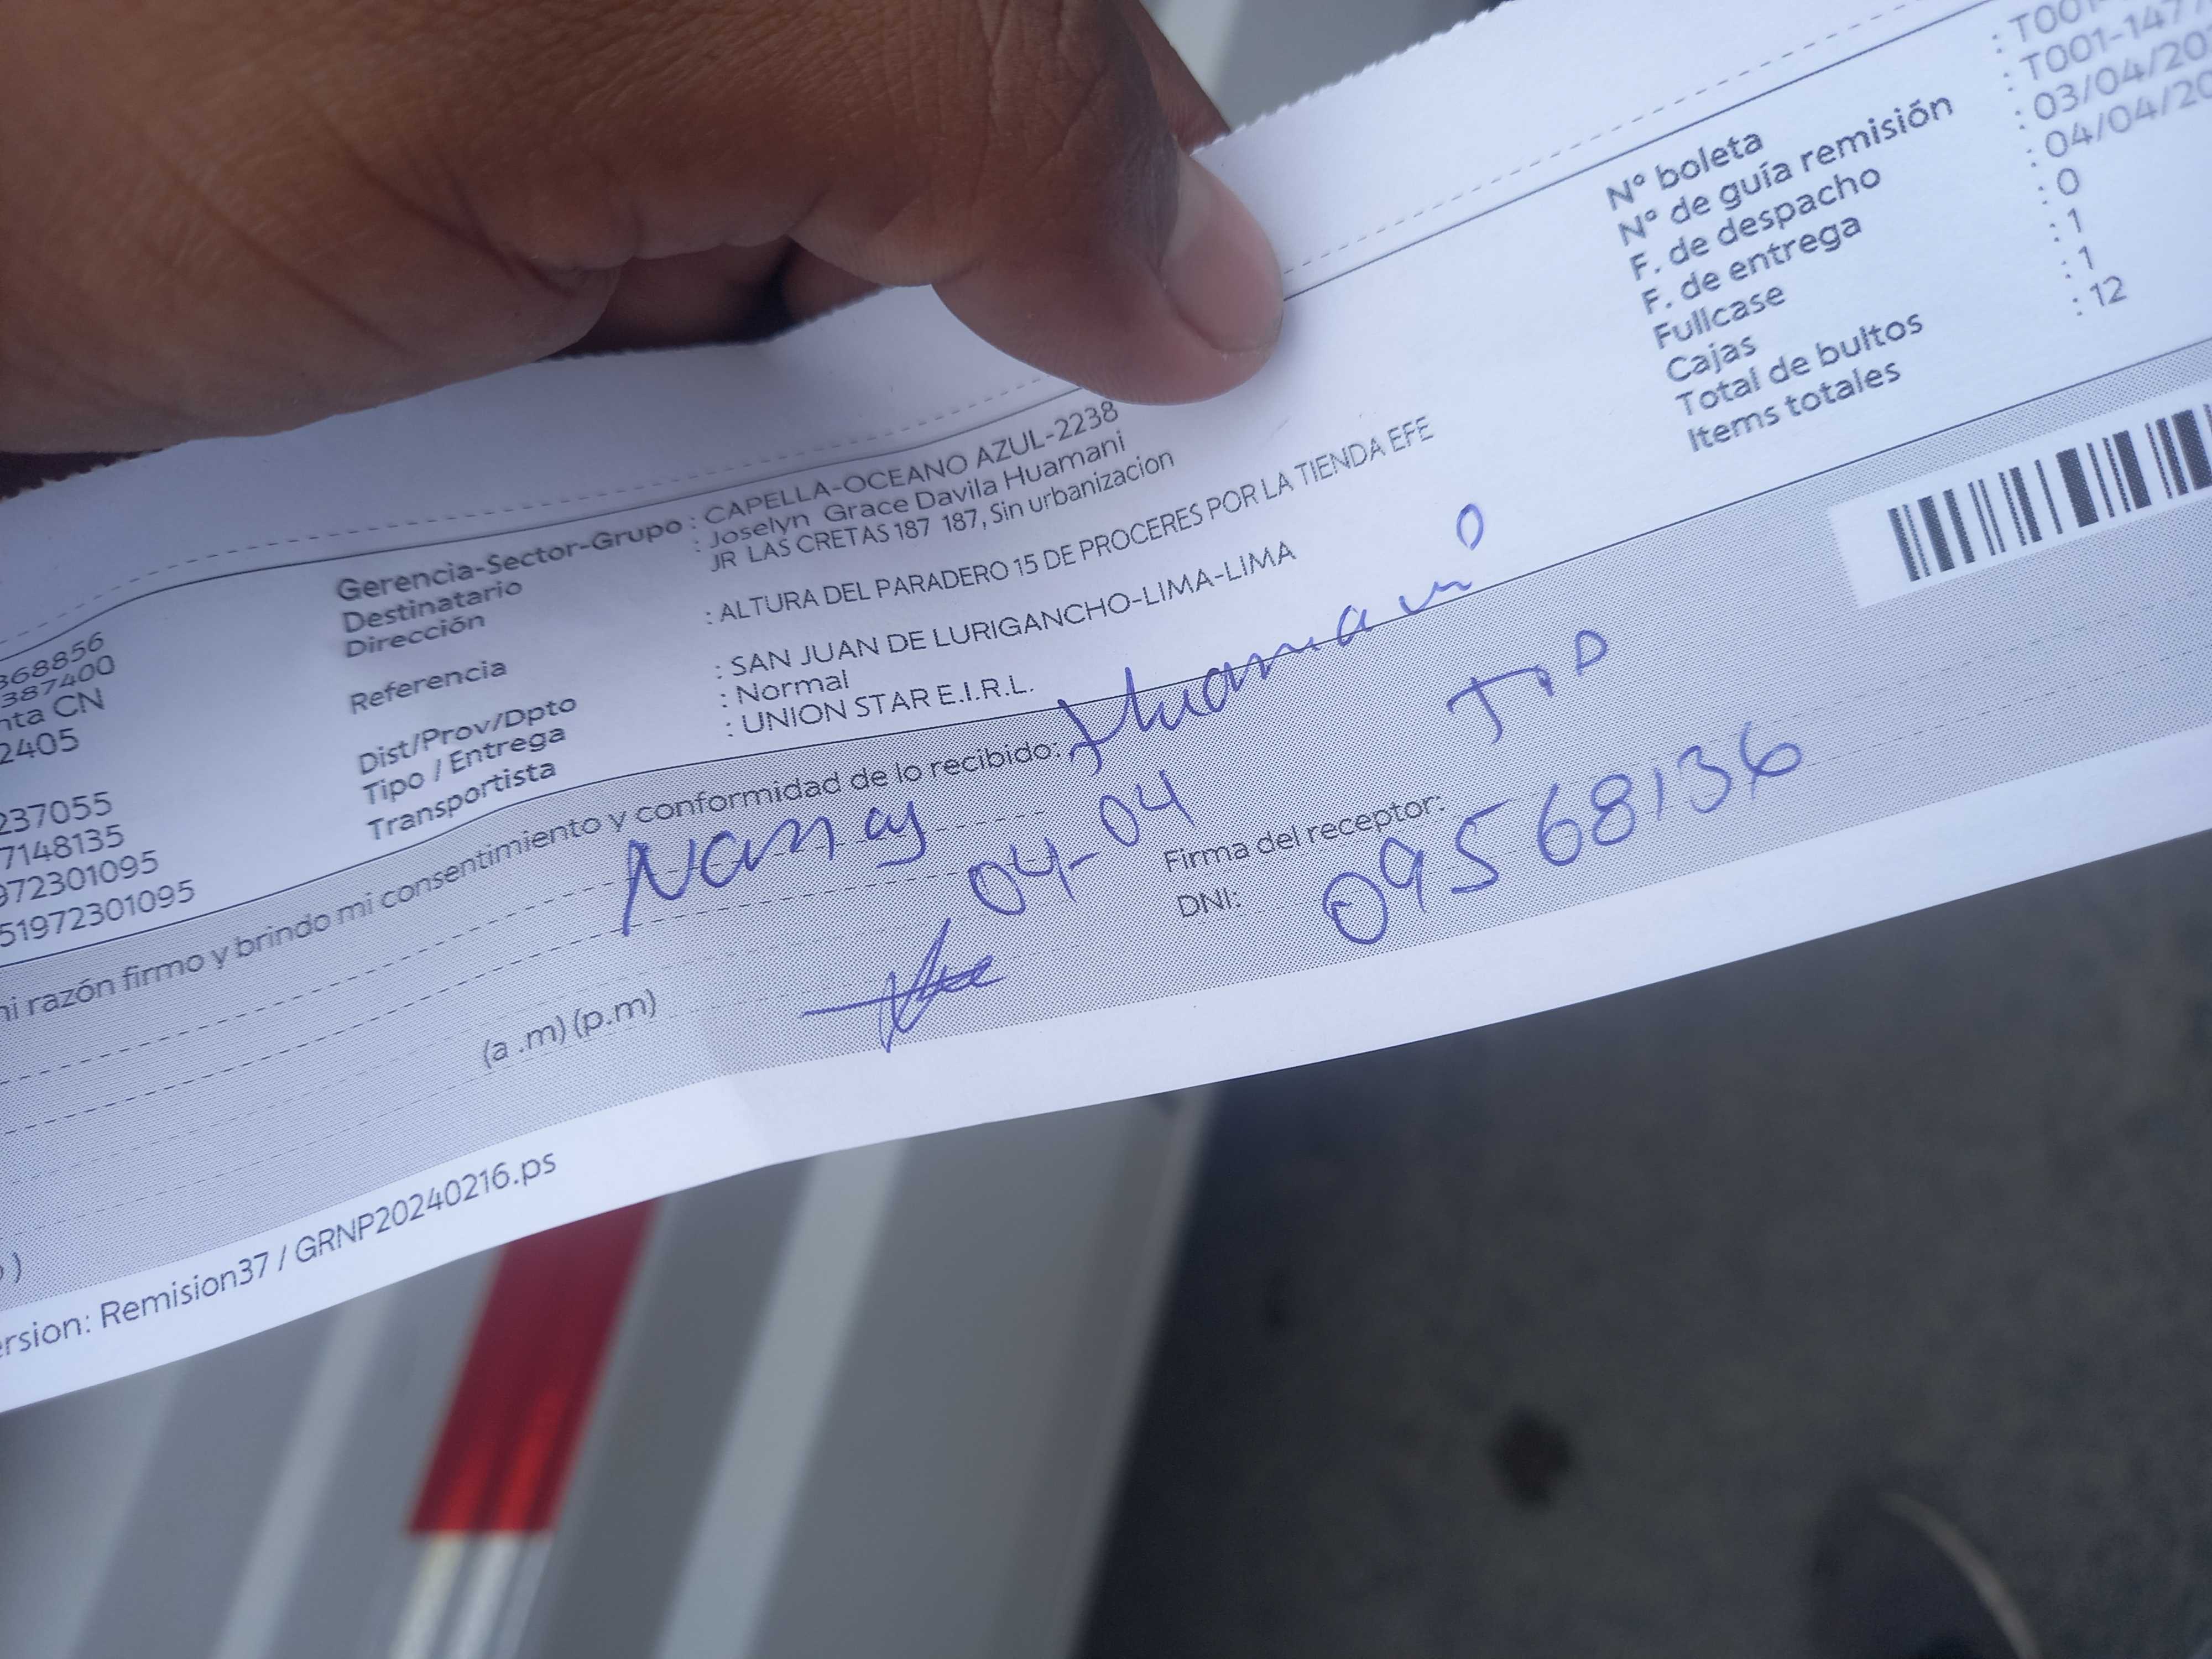 368856
387400
nta CN
2405
237055
7148135
972301095
51972301095
Gerencia-Sector-Grupo : CAPELLA-OCEANO AZUL-2238
Destinatario : Joselyn Grace Davila Huamani
Dirección JR LAS CRETAS 187 187, Sin urbanizacion
Referencia : ALTURA DEL PARADERO 15 DE PROCERES POR LA TIENDA EFE
Dist/Prov/Dpto : SAN JUAN DE LURIGANCHO-LIMA-LIMA
Tipo / Entrega : Normal
Transportista : UNION STAR E.I.R.L.
N° boleta : T001-
N° de guía remisión : T001-147
F. de despacho : 03/04/20
F. de entrega : 04/04/20
Fullcase : 0
Cajas : 1
Total de bultos : 1
Items totales : 12
ni razón firmo y brindo mi consentimiento y conformidad de lo recibido:
Nancy Huamani
04-04
Firma del receptor:
DNI: 09568136
(a .m) (p.m)
ersion: Remision37 / GRNP20240216.ps